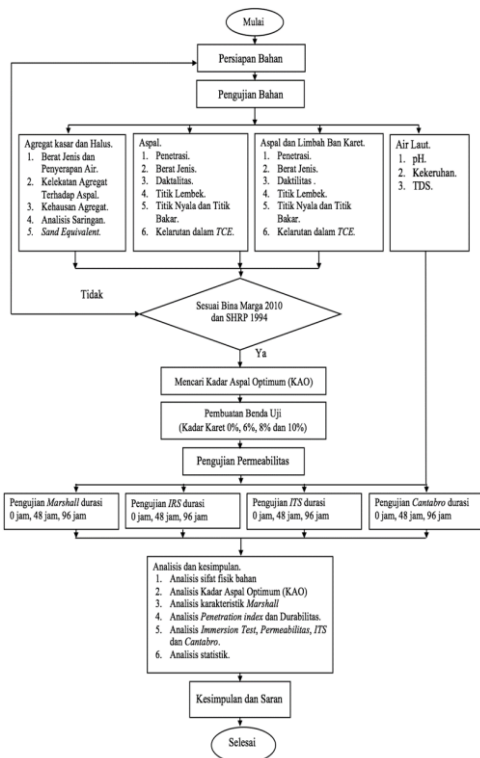 Mulai
Persiapan Bahan
Pengujian Bahan
Agregat kasar dan Halus.
1. Berat Jenis dan
Penyerapan Air.
2. Kelekatan Agregat
Terhadap Aspal.
3. Kehausan Agregat.
4. Analisis Saringan.
5. Sand Equivalent.
Aspal.
1. Penetrasi.
2. Berat Jenis.
3. Daktalitas.
4. Titik Lembek.
5. Titik Nyala dan Titik
Bakar.
6. Kelarutan dalam TCE.
Aspal dan Limbah Ban Karet.
1. Penetrasi.
2. Berat Jenis.
3. Daktilitas .
4. Titik Lembek.
5. Titik Nyala dan Titik
Bakar.
6. Kelarutan dalam TCE.
Air Laut.
1. pH.
2. Kekeruhan.
3. TDS.
Tidak
Sesuai Bina Marga 2010
dan SHRP 1994
Ya
Mencari Kadar Aspal Optimum (KAO)
Pembuatan Benda Uji
(Kadar Karet 0%, 6%, 8% dan 10%)
Pengujian Permeabilitas
Pengujian Marshall durasi
0 jam, 48 jam, 96 jam
Pengujian IRS durasi
0 jam, 48 jam, 96 jam
Pengujian ITS durasi
0 jam, 48 jam, 96 jam
Pengujian Cantabro durasi
0 jam, 48 jam, 96 jam
Analisis dan kesimpulan.
1. Analisis sifat fisik bahan
2. Analisis Kadar Aspal Optimum (KAO)
3. Analisis karakteristik Marshall
4. Analisis Penetration index dan Durabilitas.
5. Analisis Immersion Test, Permeabilitas, ITS
dan Cantabro.
6. Analisis statistik.
Kesimpulan dan Saran
Selesai